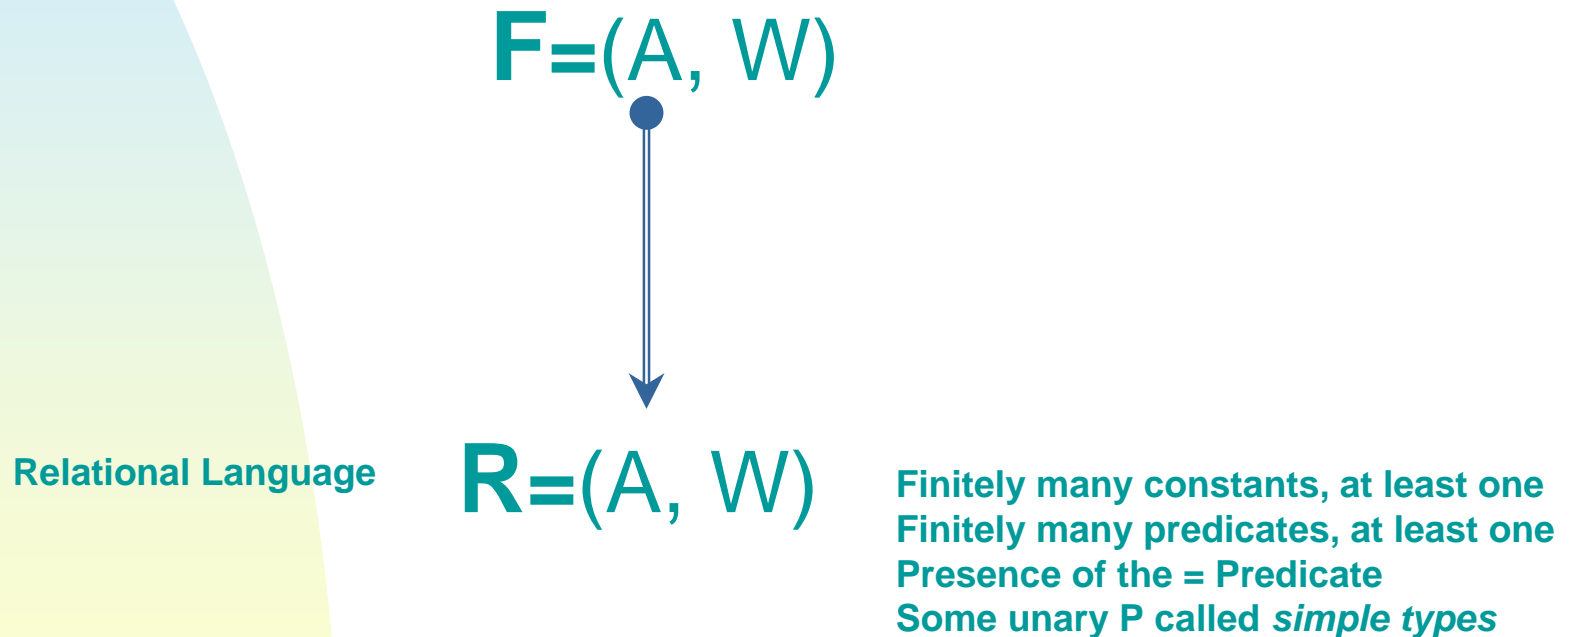 F=(A, W)
Relational Language
R=(A, W)
Finitely many constants, at least one
Finitely many predicates, at least one
Presence of the = Predicate
Some unary P called simple types